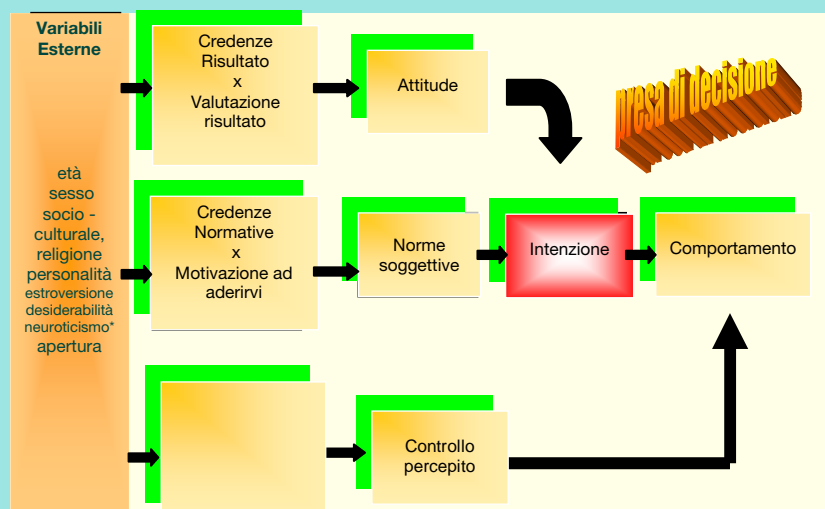 Variabili
Esterne
età
sesso
socio -
culturale,
religione
personalità
estroversione
desiderabilità
neuroticismo*
apertura
Credenze
Risultato
x
Valutazione
risultato
Attitude
presa di decisione
Credenze
Normative
x
Motivazione ad
aderirvi
Norme
soggettive
Intenzione
Comportamento
Controllo
percepito